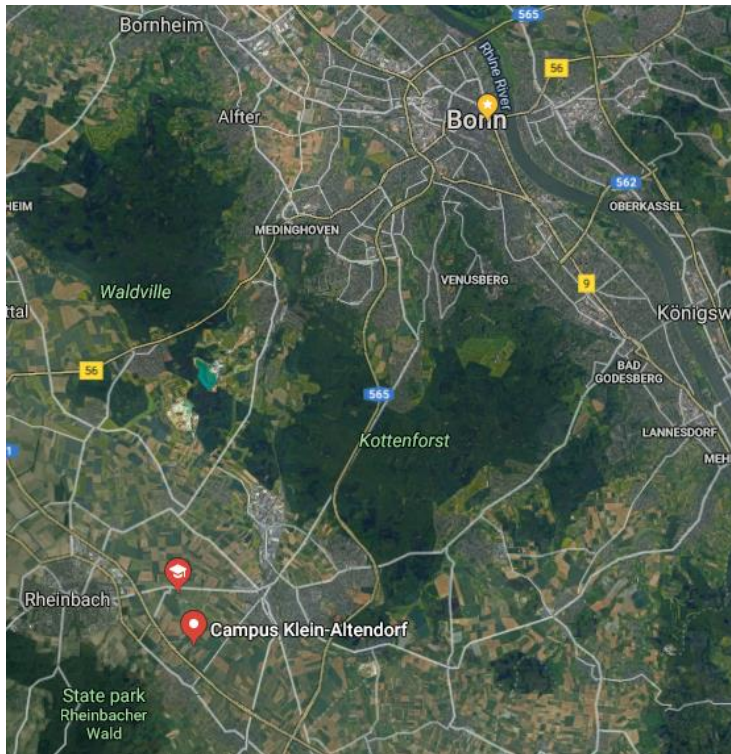 565
Bornheim
Rhine River
56
Alfter
Bonn
562
HEIM
OBERKASSEL
MEDINGHOVEN
VENUSBERG
Waldville
9
ttal
Königsw
56
BAD
GODESBERG
565
LANNESDORF
Kottenforst
1
MEH
Rheinbach
Campus Klein-Altendorf
State park
Rheinbacher
Wald